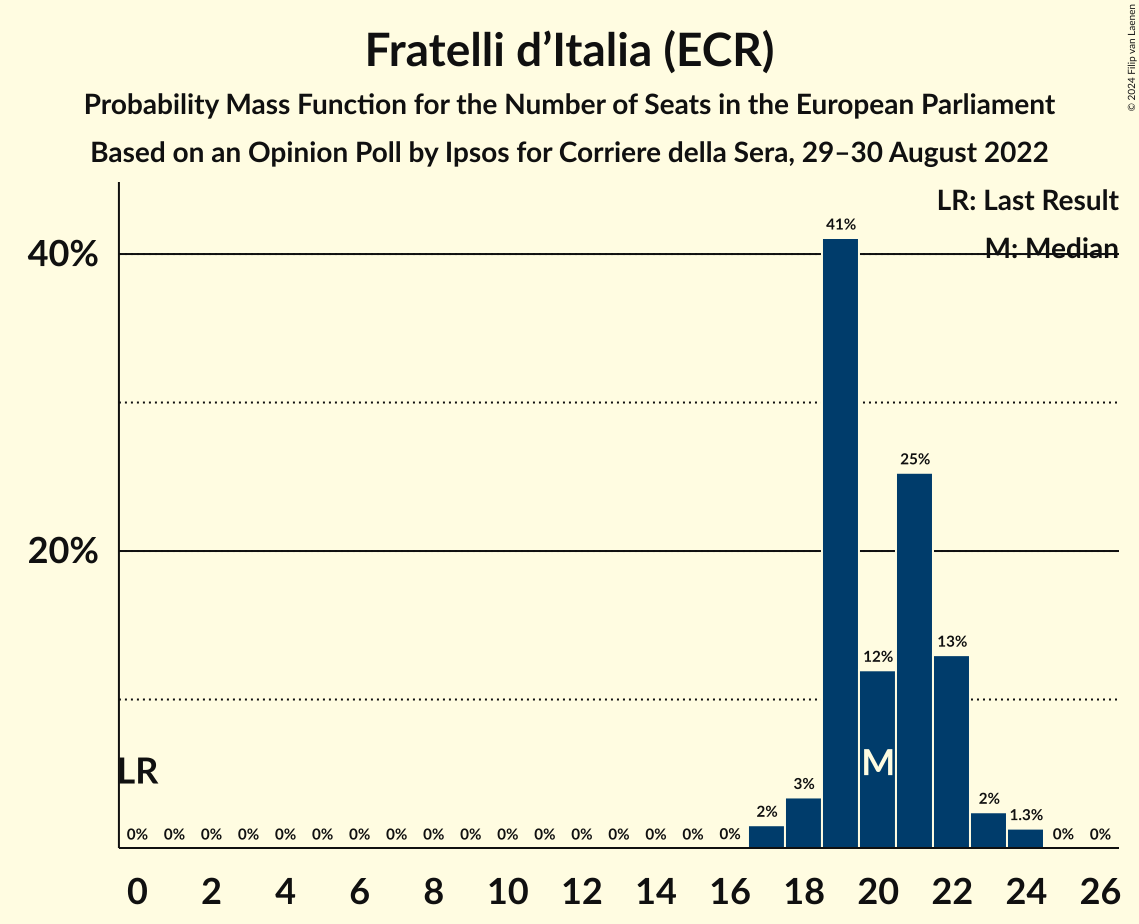 Fratelli d’Italia (ECR)
Probability Mass Function for the Number of Seats in the European Parliament
Based on an Opinion Poll by Ipsos for Corriere della Sera, 29–30 August 2022
© 2024 Filip van Laenen
LR: Last Result
M: Median
40%
20%
41%
25%
13%
12%
3%
2%
2%
1.3%
LR
M
0% 0% 0% 0% 0% 0% 0% 0% 0% 0% 0% 0% 0% 0% 0% 0% 0% 0% 0%
0 2 4 6 8 10 12 14 16 18 20 22 24 26